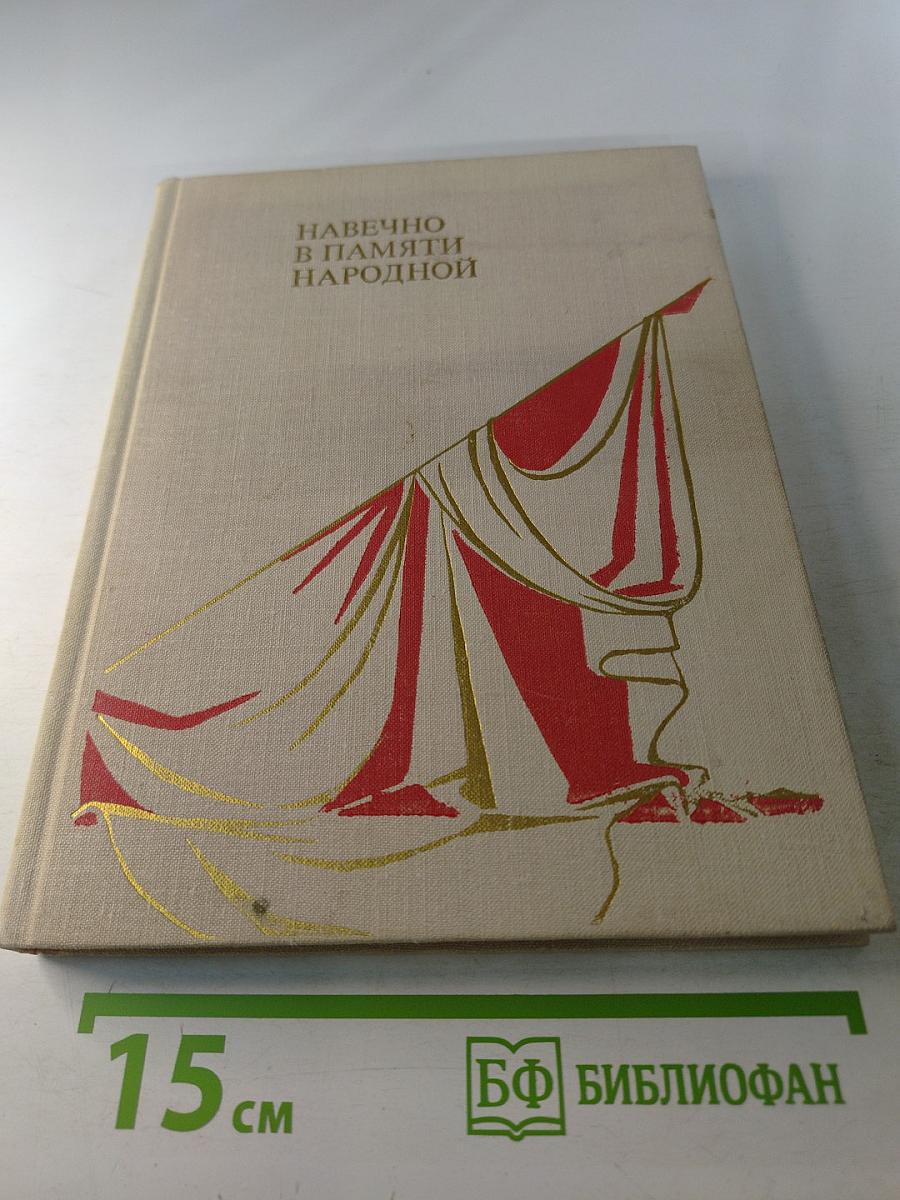 НАВЕЧНО
В ПАМЯТИ
НАРОДНОЙ
15 см
БФ БИБЛИОФАН